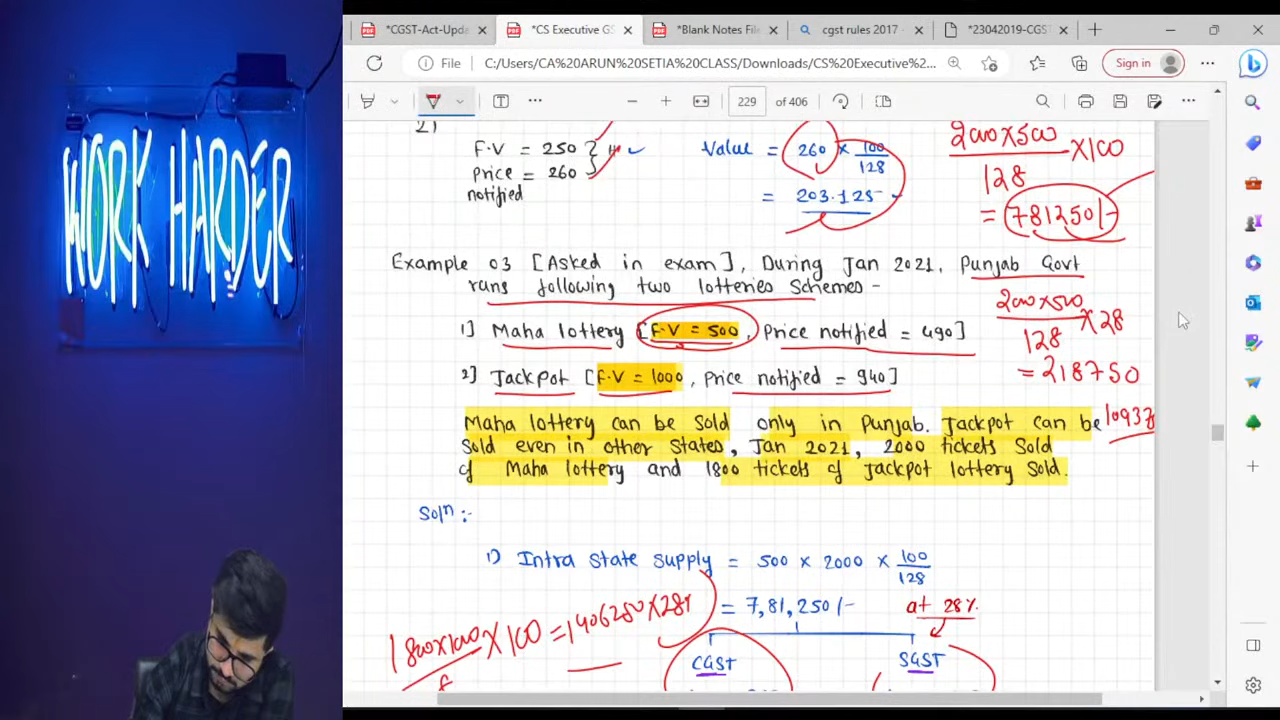 *CGST-Act-Upda
*CS Executive GS
*Blank Notes File
cgst rules 2017 -
*23042019-CGST
File
C:/Users/CA%20ARUN%20SETIA%20CLASS/Downloads/CS%20Executive%...
Sign in
229 of 406
WORK
HARDER
2)
F.V = 250
Price = 260
notified
Value = 260 × 100/128
= 203.125
2000×500/128 ×100
= 781250/-
Example 03 [Asked in exam], During Jan 2021, Punjab Govt
runs following two lotteries Schemes -
1] Maha lottery [F.V = 500, Price notified = 490]
2] Jackpot [F.V = 1000, Price notified = 940]
2000×500/128 ×28
= 218750
Maha lottery can be sold only in Punjab. Jackpot can be
sold even in other States, Jan 2021, 2000 tickets Sold
of Maha lottery and 1800 tickets of Jackpot lottery Sold.
Soln :-
1) Intra state supply = 500 × 2000 × 100/128
= 7,81,250/-
at 28%.
×100 = 1406250×28%
CGST
SGST